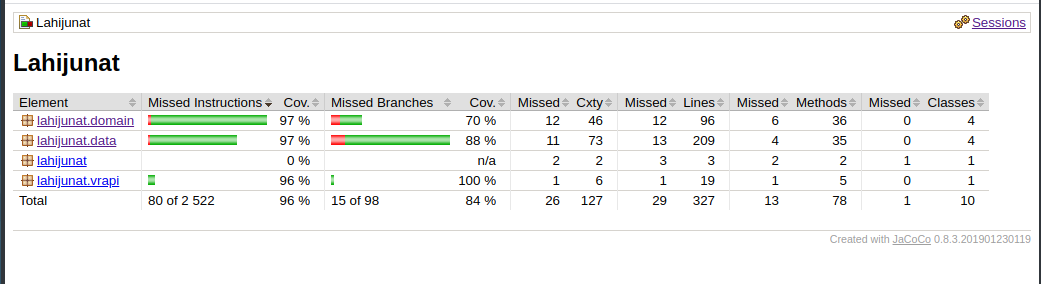 Lahijunat Sessions
Lahijunat
Element Missed Instructions Cov. Missed Branches Cov. Missed Cxty Missed Lines Missed Methods Missed Classes
lahijunat.domain 97 % 70 % 12 46 12 96 6 36 0 4
lahijunat.data 97 % 88 % 11 73 13 209 4 35 0 4
lahijunat 0 % n/a 2 2 3 3 2 2 1 1
lahijunat.vrapi 96 % 100 % 1 6 1 19 1 5 0 1
Total 80 of 2 522 96 % 15 of 98 84 % 26 127 29 327 13 78 1 10
Created with JaCoCo 0.8.3.201901230119